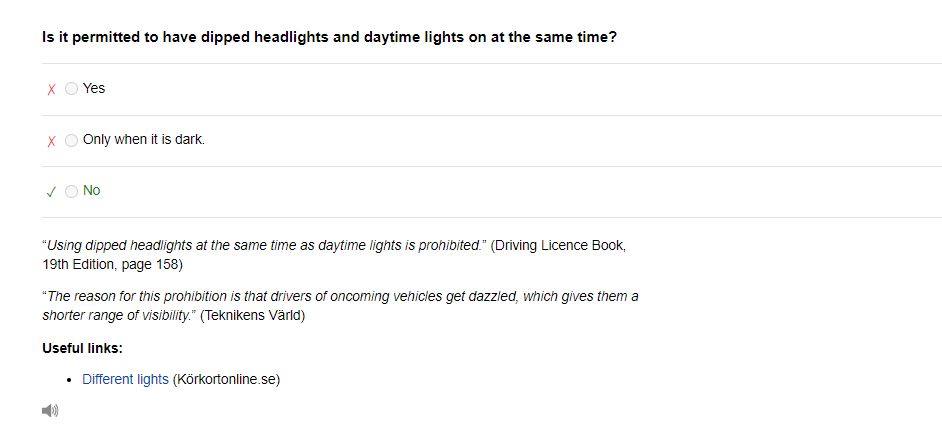 Is it permitted to have dipped headlights and daytime lights on at the same time?
Yes
Only when it is dark.
No
“Using dipped headlights at the same time as daytime lights is prohibited.” (Driving Licence Book,
19th Edition, page 158)
“The reason for this prohibition is that drivers of oncoming vehicles get dazzled, which gives them a
shorter range of visibility.” (Teknikens Värld)
Useful links:
• Different lights (Körkortonline.se)